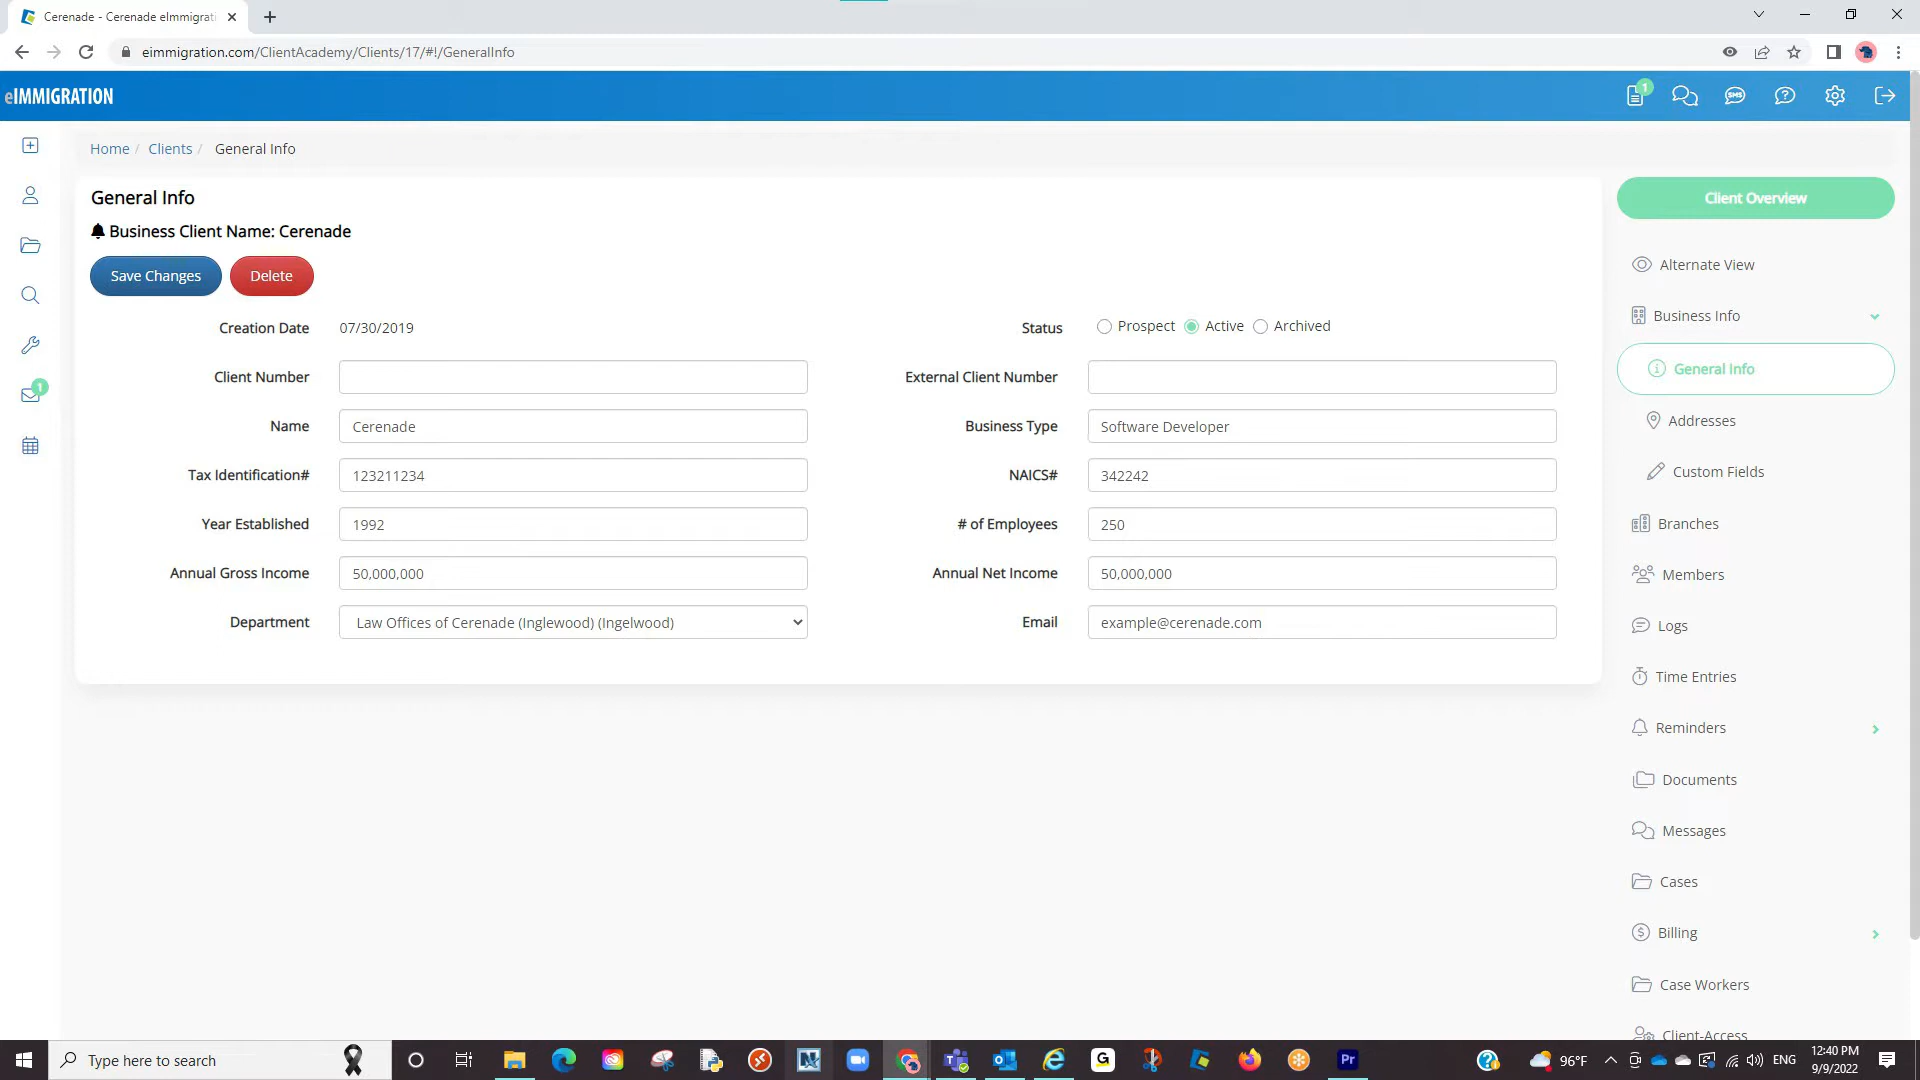 Cerenade - Cerenade eImmigrati
eimmigration.com/ClientAcademy/Clients/17/#!/GeneralInfo
eIMMIGRATION
1
SMS
Home / Clients / General Info
General Info
Business Client Name: Cerenade
Save Changes
Delete
Creation Date 07/30/2019
Status Prospect Active Archived
Client Number
External Client Number
Name Cerenade
Business Type Software Developer
Tax Identification# 123211234
NAICS# 342242
Year Established 1992
# of Employees 250
Annual Gross Income 50,000,000
Annual Net Income 50,000,000
Department Law Offices of Cerenade (Inglewood) (Ingelwood)
Email example@cerenade.com
1
Client Overview
Alternate View
Business Info
General Info
Addresses
Custom Fields
Branches
Members
Logs
Time Entries
Reminders
Documents
Messages
Cases
Billing
Case Workers
Client-Access
Type here to search
G
Pr
96°F
ENG
12:40 PM
9/9/2022